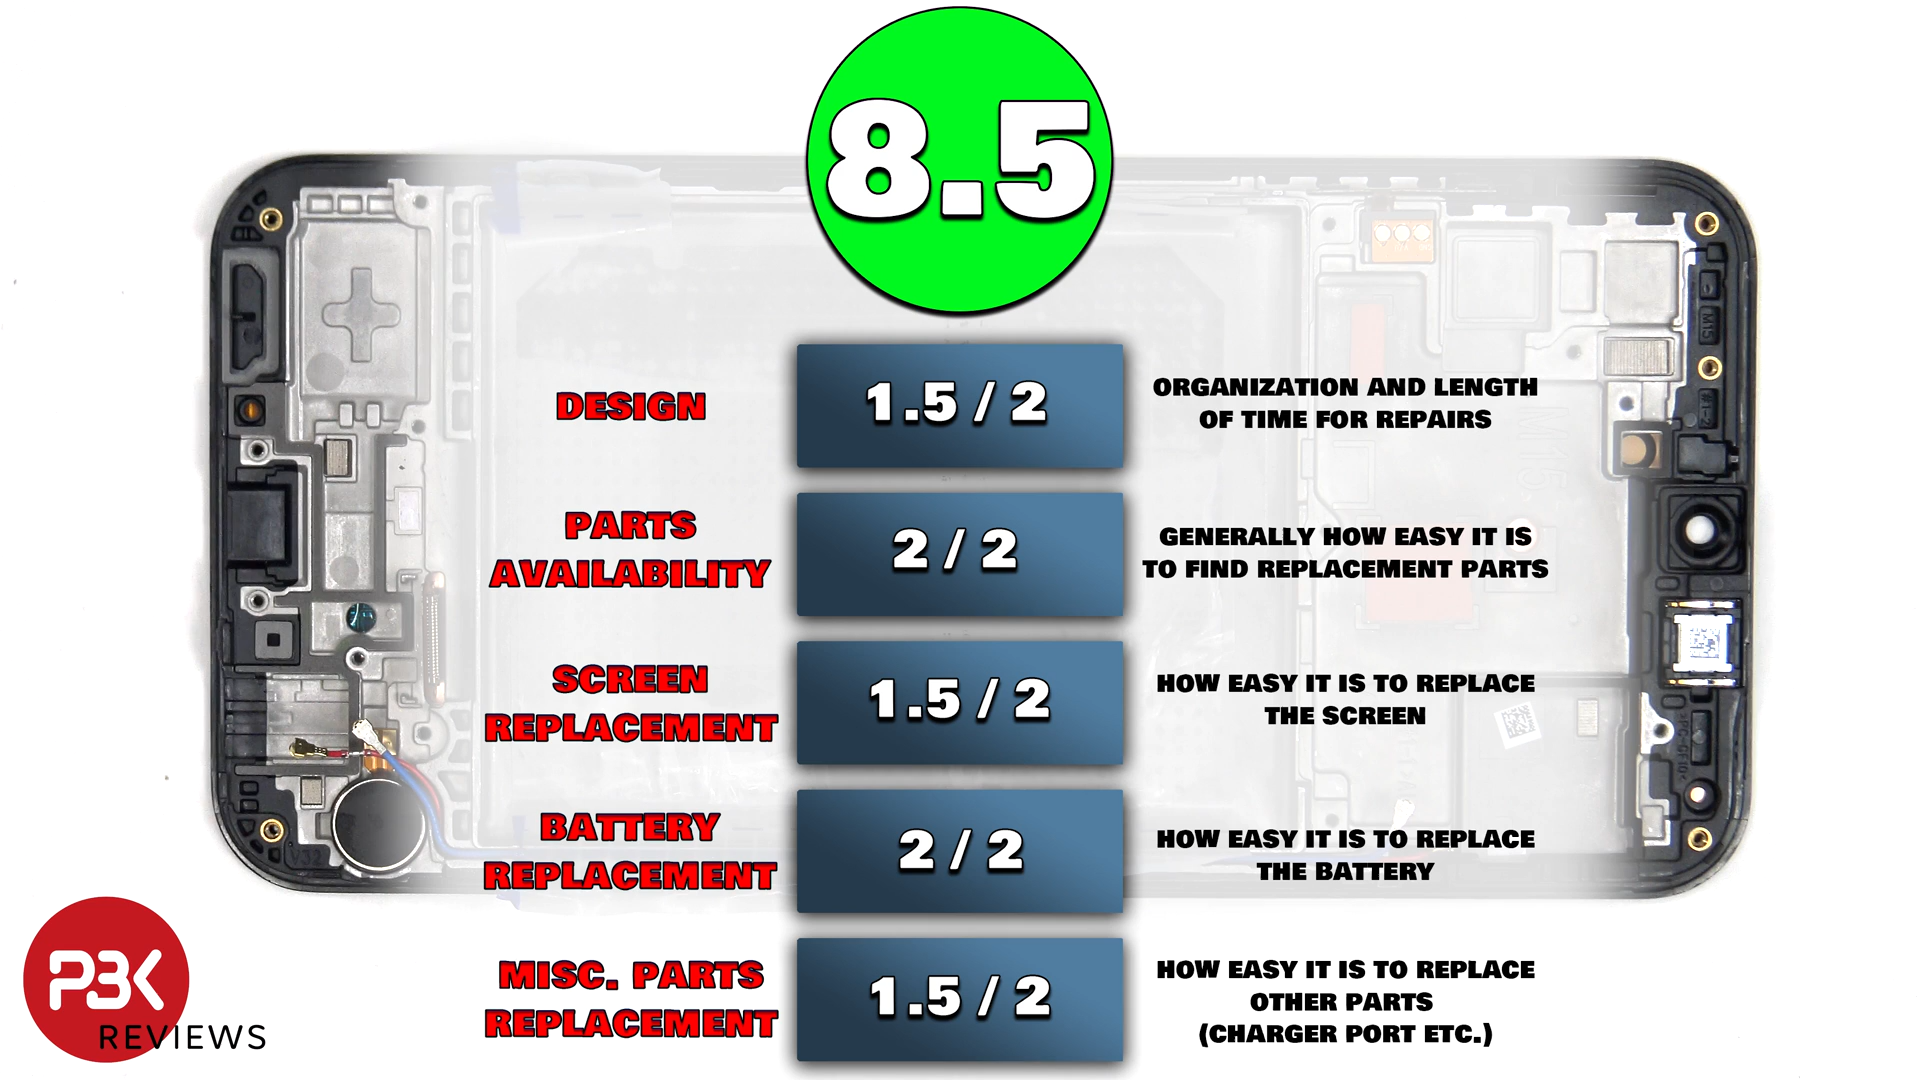 8.5
DESIGN
1.5 / 2
ORGANIZATION AND LENGTH
OF TIME FOR REPAIRS
PARTS
AVAILABILITY
2 / 2
GENERALLY HOW EASY IT IS
TO FIND REPLACEMENT PARTS
SCREEN
REPLACEMENT
1.5 / 2
HOW EASY IT IS TO REPLACE
THE SCREEN
BATTERY
REPLACEMENT
2 / 2
HOW EASY IT IS TO REPLACE
THE BATTERY
MISC. PARTS
REPLACEMENT
1.5 / 2
HOW EASY IT IS TO REPLACE
OTHER PARTS
(CHARGER PORT ETC.)
PBK
REVIEWS
M15
M15